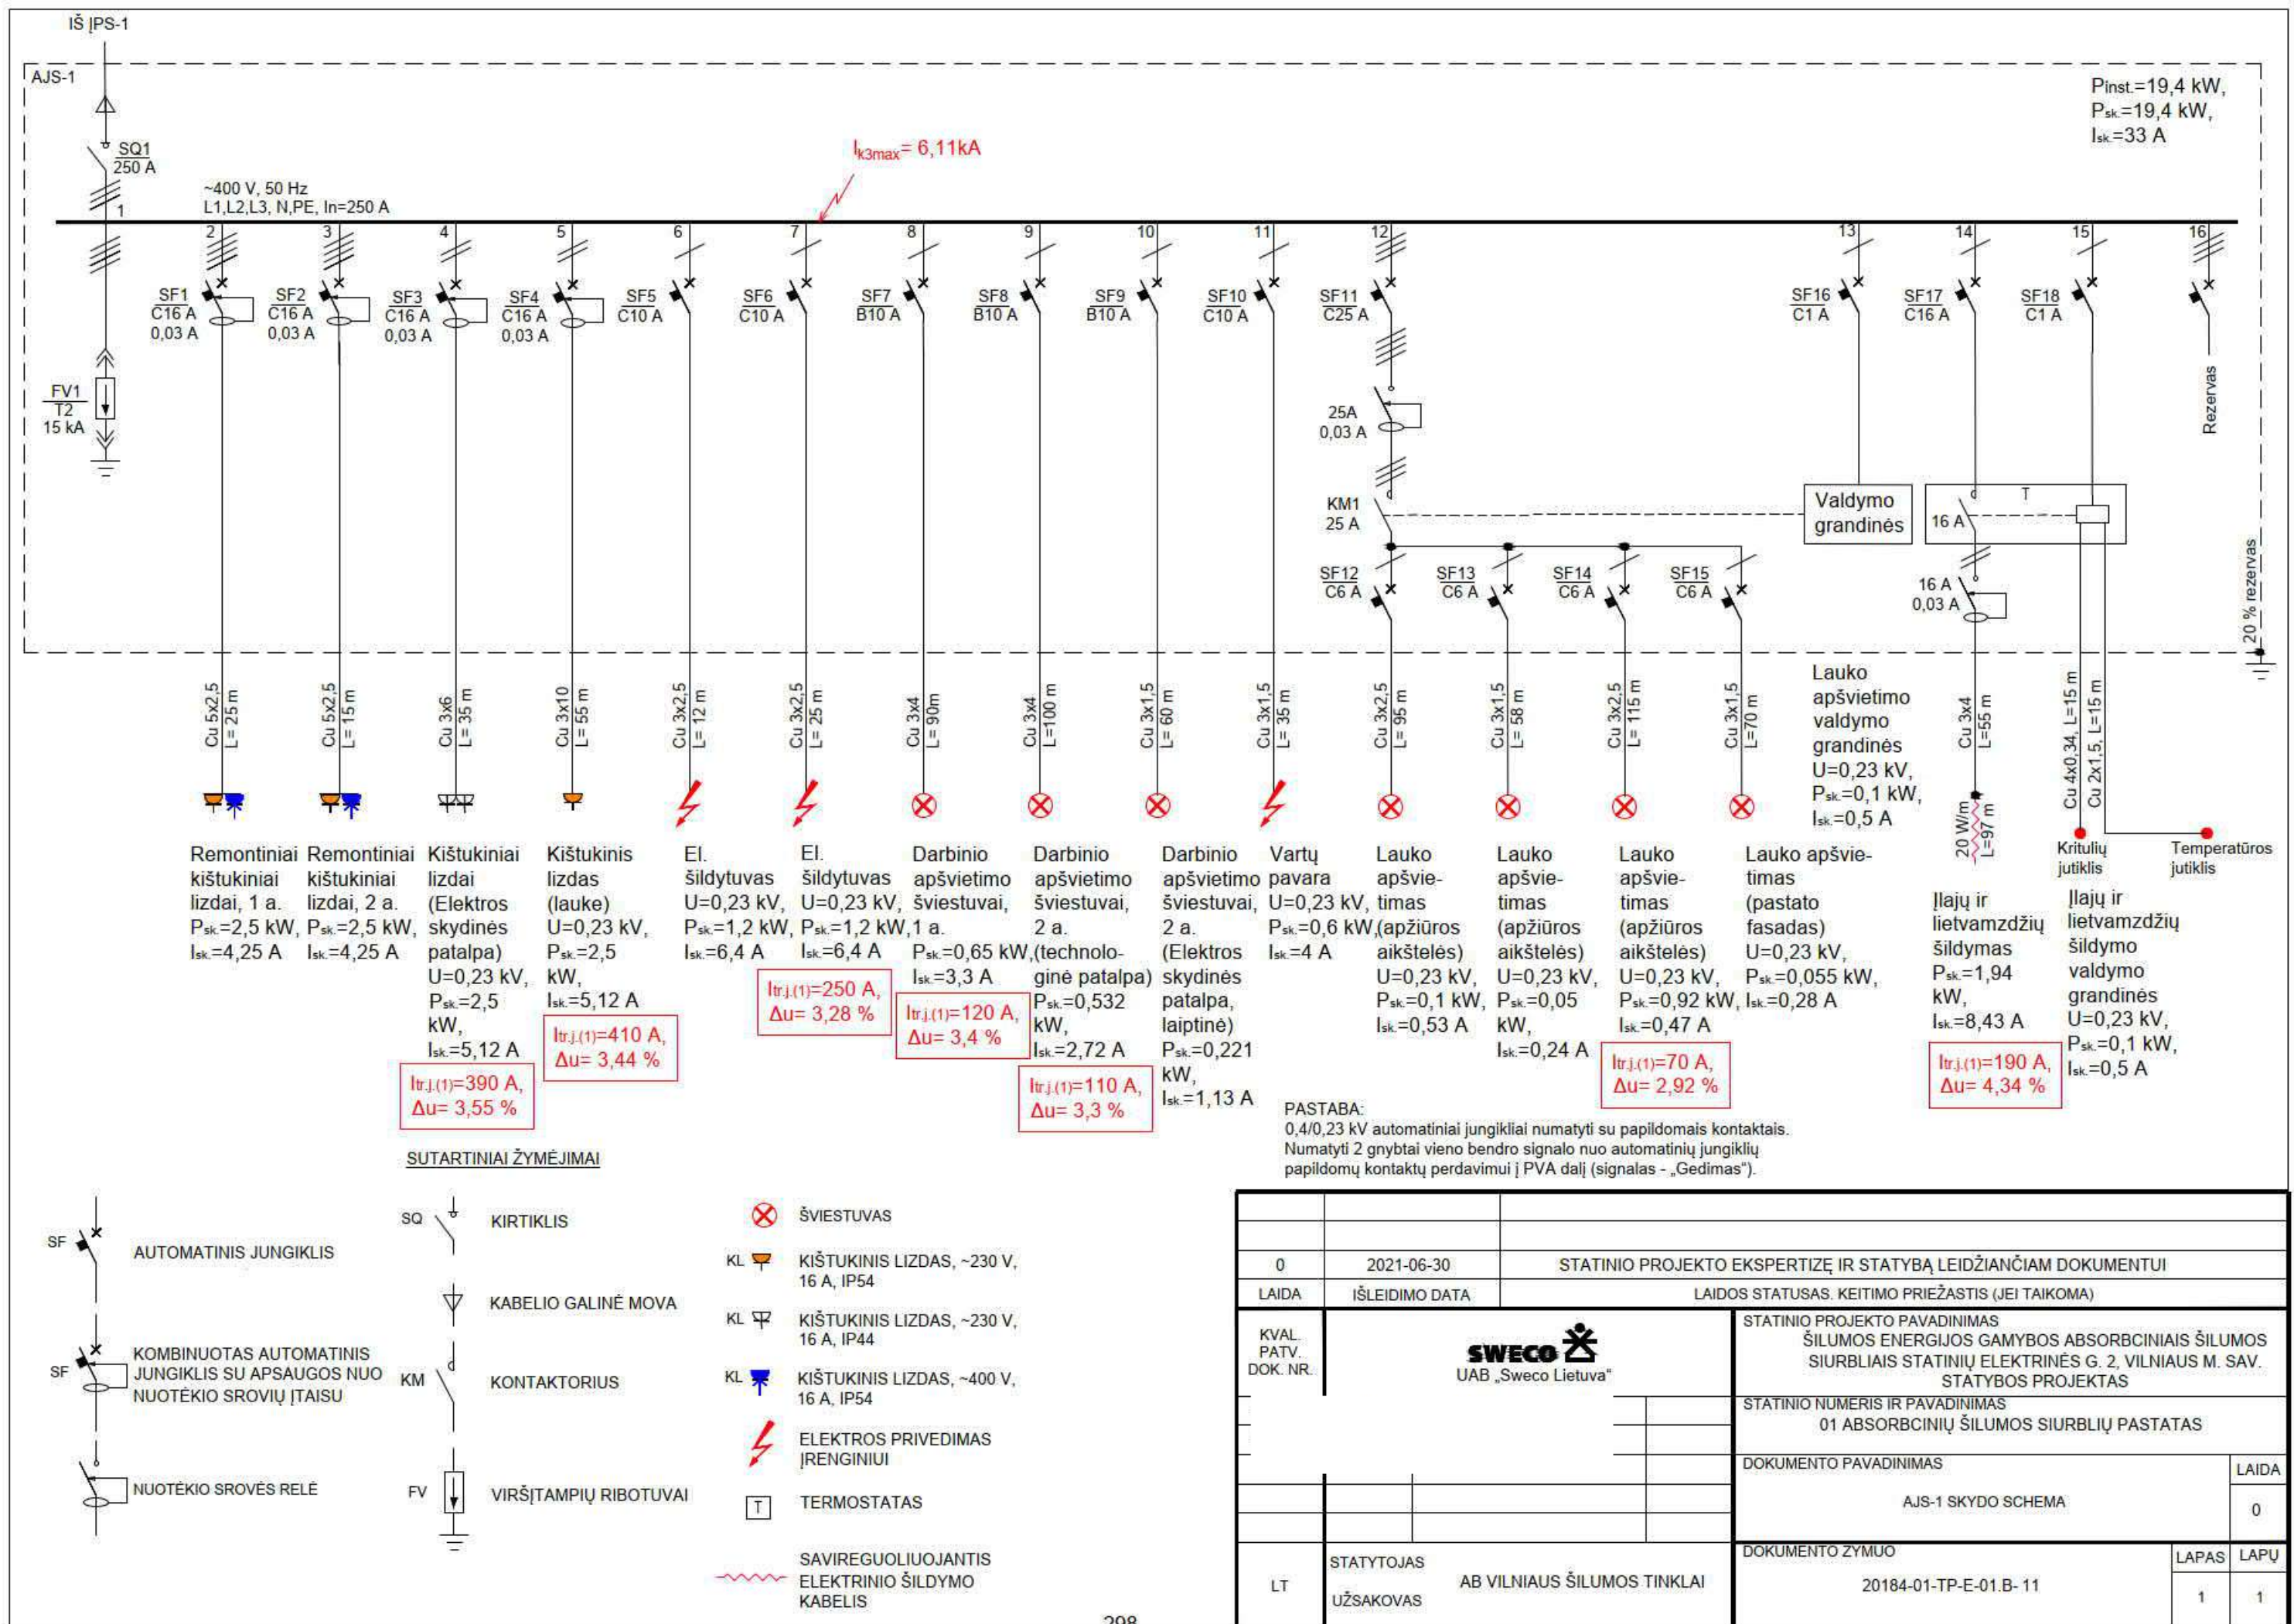 IŠ ĮPS-1
AJS-1
Pinst.=19,4 kW,
Psk.=19,4 kW,
Isk.=33 A
SQ1
250 A
Ik3max= 6,11kA
~400 V, 50 Hz
L1,L2,L3, N,PE, In=250 A
1
2
3
4
5
6
7
8
9
10
11
12
13
14
15
16
SF1
C16 A
0,03 A
SF2
C16 A
0,03 A
SF3
C16 A
0,03 A
SF4
C16 A
0,03 A
SF5
C10 A
SF6
C10 A
SF7
B10 A
SF8
B10 A
SF9
B10 A
SF10
C10 A
SF11
C25 A
SF16
C1 A
SF17
C16 A
SF18
C1 A
Rezervas
FV1
T2
15 kA
25A
0,03 A
KM1
25 A
Valdymo
grandinės
T
16 A
16 A
0,03 A
SF12
C6 A
SF13
C6 A
SF14
C6 A
SF15
C6 A
20 % rezervas
Cu 5x2,5
L= 25 m
Cu 5x2,5
L= 15 m
Cu 3x6
L= 35 m
Cu 3x10
L= 55 m
Cu 3x2,5
L= 12 m
Cu 3x2,5
L= 25 m
Cu 3x4
L= 90m
Cu 3x4
L=100 m
Cu 3x1,5
L= 60 m
Cu 3x1,5
L= 35 m
Cu 3x2,5
L= 95 m
Cu 3x1,5
L= 58 m
Cu 3x2,5
L= 115 m
Cu 3x1,5
L=70 m
Lauko
apšvietimo
valdymo
grandinės
U=0,23 kV,
Psk.=0,1 kW,
Isk.=0,5 A
Cu 3x4
L=55 m
20 W/m
L=97 m
Cu 4x0,34, L=15 m
Cu 2x1,5, L=15 m
Kritulių
jutiklis
Temperatūros
jutiklis
Remontiniai
kištukiniai
lizdai, 1 a.
Psk.=2,5 kW,
Isk.=4,25 A
Remontiniai
kištukiniai
lizdai, 2 a.
Psk.=2,5 kW,
Isk.=4,25 A
Kištukiniai
lizdai
(Elektros
skydinės
patalpa)
U=0,23 kV,
Psk.=2,5
kW,
Isk.=5,12 A
Itr.j.(1)=390 A,
Δu= 3,55 %
Kištukinis
lizdas
(lauke)
U=0,23 kV,
Psk.=2,5
kW,
Isk.=5,12 A
Itr.j.(1)=410 A,
Δu= 3,44 %
El.
šildytuvas
U=0,23 kV,
Psk.=1,2 kW,
Isk.=6,4 A
El.
šildytuvas
U=0,23 kV,
Psk.=1,2 kW,
Isk.=6,4 A
Itr.j.(1)=250 A,
Δu= 3,28 %
Darbinio
apšvietimo
šviestuvai,
1 a.
Psk.=0,65 kW,
Isk.=3,3 A
Itr.j.(1)=120 A,
Δu= 3,4 %
Darbinio
apšvietimo
šviestuvai,
2 a.
(technolo-
ginė patalpa)
Psk.=0,532
kW,
Isk.=2,72 A
Itr.j.(1)=110 A,
Δu= 3,3 %
Darbinio
apšvietimo
šviestuvai,
2 a.
(Elektros
skydinės
patalpa,
laiptinė)
Psk.=0,221
kW,
Isk.=1,13 A
Vartų
pavara
U=0,23 kV,
Psk.=0,6 kW,
Isk.=4 A
Lauko
apšvie-
timas
(apžiūros
aikštelės)
U=0,23 kV,
Psk.=0,1 kW,
Isk.=0,53 A
Lauko
apšvie-
timas
(apžiūros
aikštelės)
U=0,23 kV,
Psk.=0,05
kW,
Isk.=0,24 A
Lauko
apšvie-
timas
(apžiūros
aikštelės)
U=0,23 kV,
Psk.=0,92 kW,
Isk.=0,47 A
Itr.j.(1)=70 A,
Δu= 2,92 %
Lauko apšvie-
timas
(pastato
fasadas)
U=0,23 kV,
Psk.=0,055 kW,
Isk.=0,28 A
Įlajų ir
lietvamzdžių
šildymas
Psk.=1,94
kW,
Isk.=8,43 A
Itr.j.(1)=190 A,
Δu= 4,34 %
Įlajų ir
lietvamzdžių
šildymo
valdymo
grandinės
U=0,23 kV,
Psk.=0,1 kW,
Isk.=0,5 A
PASTABA:
0,4/0,23 kV automatiniai jungikliai numatyti su papildomais kontaktais.
Numatyti 2 gnybtai vieno bendro signalo nuo automatinių jungiklių
papildomų kontaktų perdavimui į PVA dalį (signalas - „Gedimas“).
SUTARTINIAI ŽYMĖJIMAI
SF
AUTOMATINIS JUNGIKLIS
SF
KOMBINUOTAS AUTOMATINIS
JUNGIKLIS SU APSAUGOS NUO
NUOTĖKIO SROVIŲ ĮTAISU
NUOTĖKIO SROVĖS RELĖ
SQ
KIRTIKLIS
KABELIO GALINĖ MOVA
KM
KONTAKTORIUS
FV
VIRŠĮTAMPIŲ RIBOTUVAI
ŠVIESTUVAS
KL
KIŠTUKINIS LIZDAS, ~230 V,
16 A, IP54
KL
KIŠTUKINIS LIZDAS, ~230 V,
16 A, IP44
KL
KIŠTUKINIS LIZDAS, ~400 V,
16 A, IP54
ELEKTROS PRIVEDIMAS
ĮRENGINIUI
T
TERMOSTATAS
SAVIREGULIUOJANTIS
ELEKTRINIO ŠILDYMO
KABELIS
0
2021-06-30
STATINIO PROJEKTO EKSPERTIZĘ IR STATYBĄ LEIDŽIANČIAM DOKUMENTUI
LAIDA
IŠLEIDIMO DATA
LAIDOS STATUSAS. KEITIMO PRIEŽASTIS (JEI TAIKOMA)
KVAL.
PATV.
DOK. NR.
SWECO
UAB „Sweco Lietuva“
STATINIO PROJEKTO PAVADINIMAS
ŠILUMOS ENERGIJOS GAMYBOS ABSORBCINIAIS ŠILUMOS
SIURBLIAIS STATINIŲ ELEKTRINĖS G. 2, VILNIAUS M. SAV.
STATYBOS PROJEKTAS
STATINIO NUMERIS IR PAVADINIMAS
01 ABSORBCINIŲ ŠILUMOS SIURBLIŲ PASTATAS
DOKUMENTO PAVADINIMAS
AJS-1 SKYDO SCHEMA
LAIDA
0
LT
STATYTOJAS
UŽSAKOVAS
AB VILNIAUS ŠILUMOS TINKLAI
DOKUMENTO ZYMUO
20184-01-TP-E-01.B- 11
LAPAS
LAPŲ
1
1
298